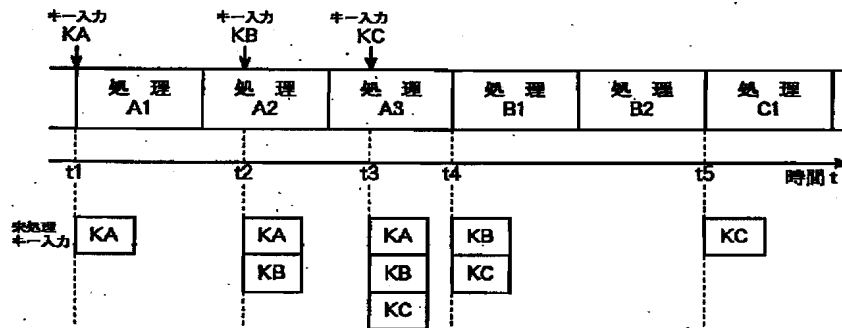 キー入力 キー入力 キー入力
KA KB KC
処理 処理 処理 処理 処理 処理
A1 A2 A3 B1 B2 C1
t1 t2 t3 t4 t5 時間 t
未処理
キー入力
KA KA KA KB KC
KB KB KC
KC